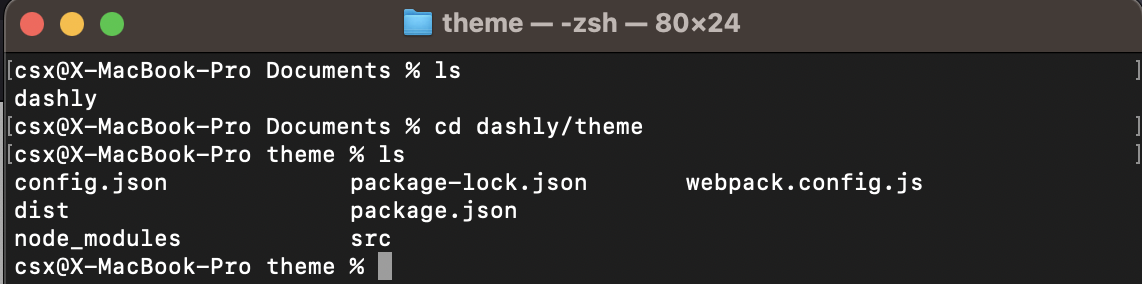 theme — -zsh — 80×24
[csx@X-MacBook-Pro Documents % ls ]
dashly
[csx@X-MacBook-Pro Documents % cd dashly/theme ]
[csx@X-MacBook-Pro theme % ls ]
config.json package-lock.json webpack.config.js
dist package.json
node_modules src
csx@X-MacBook-Pro theme %